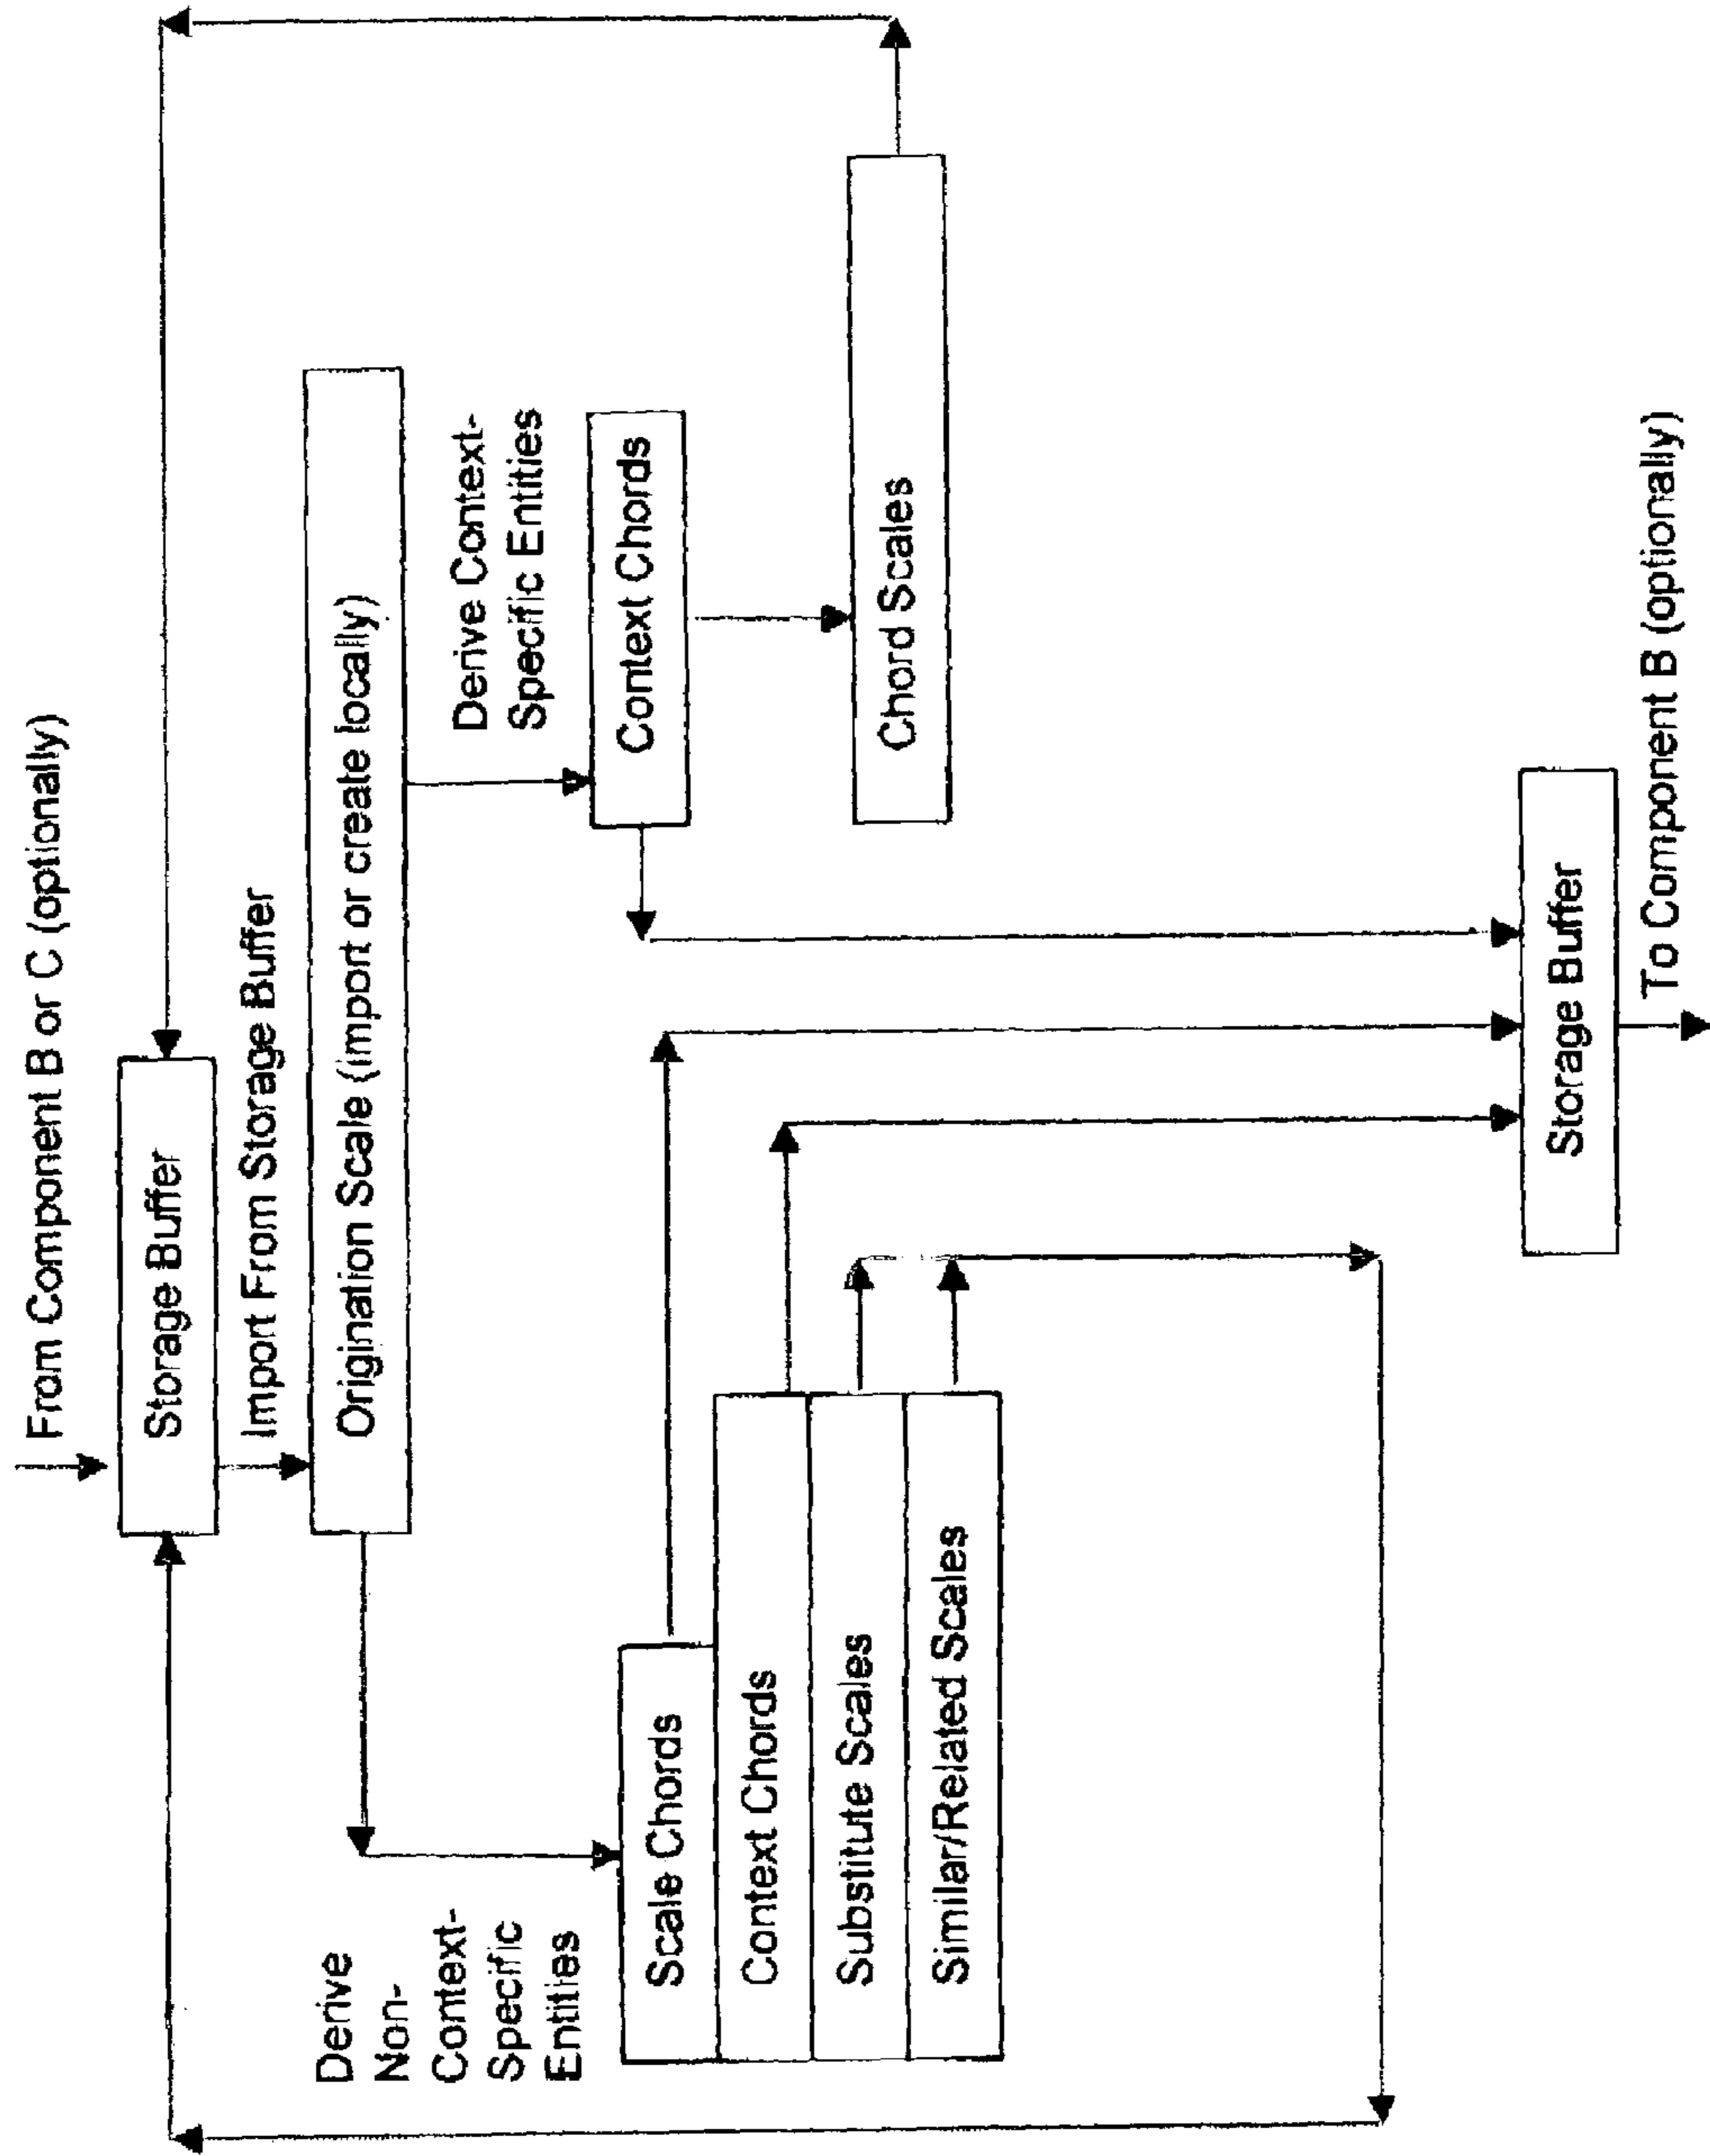 From Component B or C (optionally)
Storage Buffer
Import From Storage Buffer
Origination Scale (import or create locally)
Derive
Non-
Context-
Specific
Entities
Derive Context-
Specific Entities
Scale Chords
Context Chords
Substitute Scales
Similar/Related Scales
Context Chords
Chord Scales
Storage Buffer
To Component B (optionally)